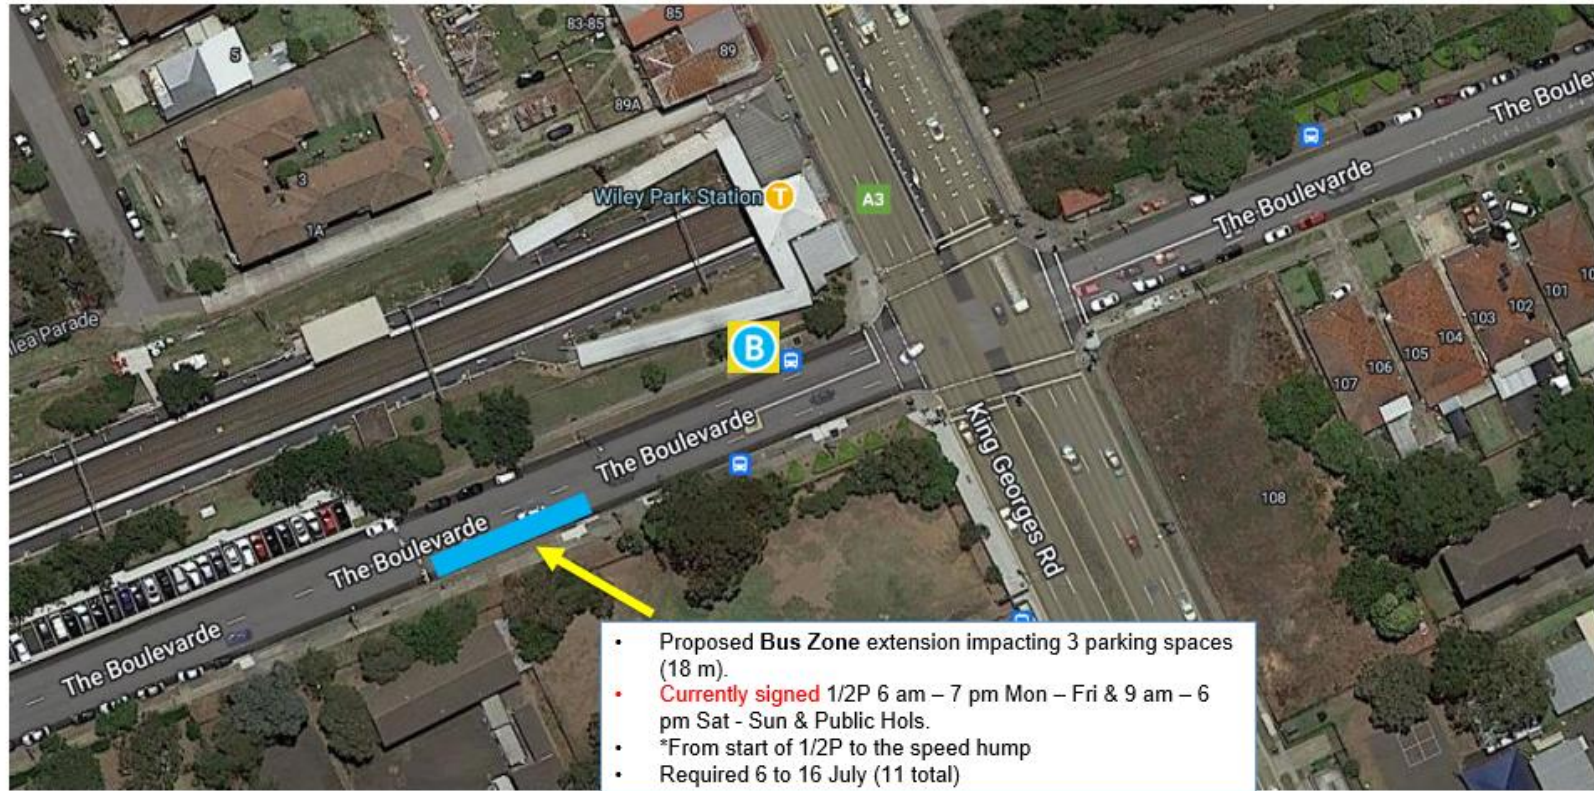 83-85
85
5
89
89A
3
1A
Wiley Park Station
T
A3
The Boulevarde
The Boule
lea Parade
B
The Boulevarde
King Georges Rd
The Boulevarde
The Boulevarde
107
106
105
104
103
102
101
10
108
• Proposed Bus Zone extension impacting 3 parking spaces
(18 m).
• Currently signed 1/2P 6 am – 7 pm Mon – Fri & 9 am – 6
pm Sat - Sun & Public Hols.
• *From start of 1/2P to the speed hump
• Required 6 to 16 July (11 total)